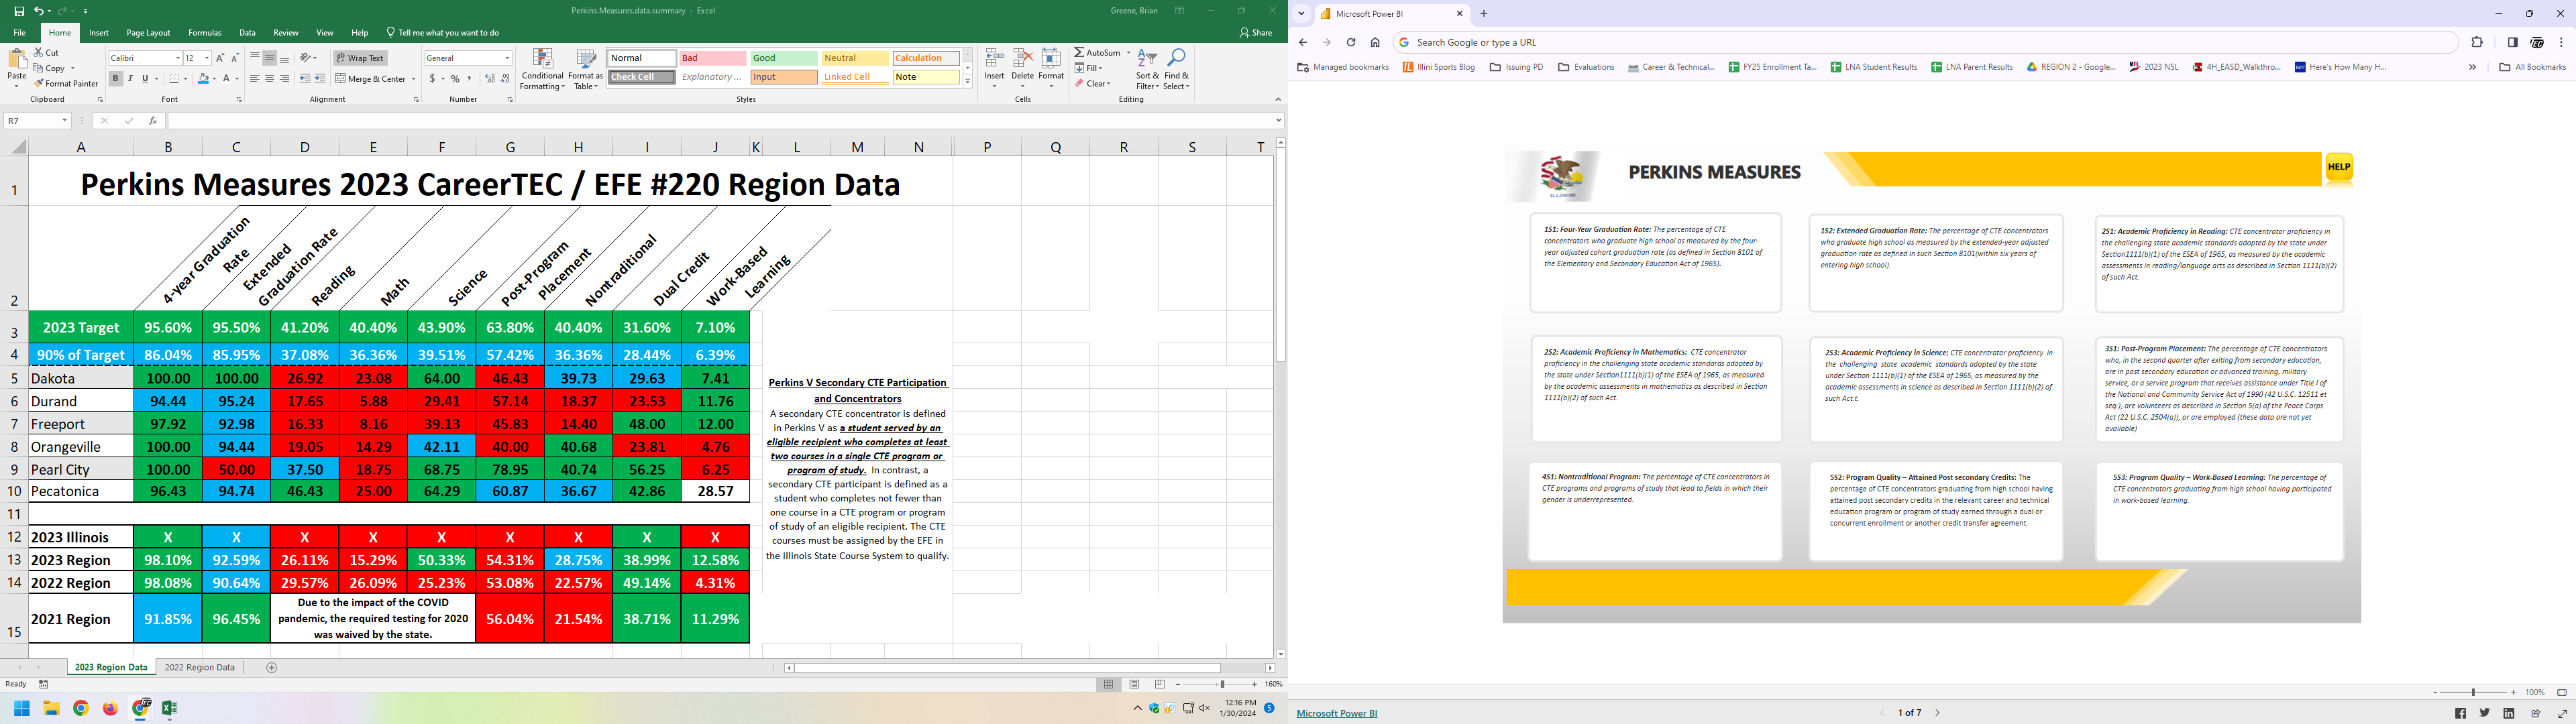 Perkins.Measures.data.summary - Excel
Greene, Brian
File Home Insert Page Layout Formulas Data Review View Help Tell me what you want to do
Share
Paste
Cut
Copy
Format Painter
Calibri 12
B I U
Wrap Text
Merge & Center
General
$ % ,
Conditional Formatting
Format as Table
Normal Bad Good Neutral Calculation
Check Cell Explanatory ... Input Linked Cell Note
Insert Delete Format
AutoSum
Fill
Clear
Sort & Filter
Find & Select
Clipboard Font Alignment Number Styles Cells Editing
R7
fx
A B C D E F G H I J K L M N P Q R S T
1 Perkins Measures 2023 CareerTEC / EFE #220 Region Data
2
4-year Graduation Rate
Extended Graduation Rate
Reading
Math
Science
Post-Program Placement
Nontraditional
Dual Credit
Work-Based Learning
3 2023 Target 95.60% 95.50% 41.20% 40.40% 43.90% 63.80% 40.40% 31.60% 7.10%
4 90% of Target 86.04% 85.95% 37.08% 36.36% 39.51% 57.42% 36.36% 28.44% 6.39%
5 Dakota 100.00 100.00 26.92 23.08 64.00 46.43 39.73 29.63 7.41
6 Durand 94.44 95.24 17.65 5.88 29.41 57.14 18.37 23.53 11.76
7 Freeport 97.92 92.98 16.33 8.16 39.13 45.83 14.40 48.00 12.00
8 Orangeville 100.00 94.44 19.05 14.29 42.11 40.00 40.68 23.81 4.76
9 Pearl City 100.00 50.00 37.50 18.75 68.75 78.95 40.74 56.25 6.25
10 Pecatonica 96.43 94.74 46.43 25.00 64.29 60.87 36.67 42.86 28.57
11
12 2023 Illinois X X X X X X X X X
13 2023 Region 98.10% 92.59% 26.11% 15.29% 50.33% 54.31% 28.75% 38.99% 12.58%
14 2022 Region 98.08% 90.64% 29.57% 26.09% 25.23% 53.08% 22.57% 49.14% 4.31%
15 2021 Region 91.85% 96.45%
Due to the impact of the COVID
pandemic, the required testing for 2020
was waived by the state.
56.04% 21.54% 38.71% 11.29%
Perkins V Secondary CTE Participation
and Concentrators
A secondary CTE concentrator is defined
in Perkins V as a student served by an
eligible recipient who completes at least
two courses in a single CTE program or
program of study. In contrast, a
secondary CTE participant is defined as a
student who completes not fewer than
one course in a CTE program or program
of study of an eligible recipient. The CTE
courses must be assigned by the EFE in
the Illinois State Course System to qualify.
2023 Region Data 2022 Region Data
Ready
160%
12:16 PM
1/30/2024
5
Microsoft Power BI
Search Google or type a URL
Managed bookmarks Illini Sports Blog Issuing PD Evaluations Career & Technical... FY25 Enrollment Ta... LNA Student Results LNA Parent Results REGION 2 - Google... 2023 NSL 4H_EASD_Walkthro... Here's How Many H... All Bookmarks
PERKINS MEASURES
HELP
1S1: Four-Year Graduation Rate: The percentage of CTE
concentrators who graduate high school as measured by the four-
year adjusted cohort graduation rate (as defined in Section 8101 of
the Elementary and Secondary Education Act of 1965).
1S2: Extended Graduation Rate: The percentage of CTE concentrators
who graduate high school as measured by the extended-year adjusted
graduation rate as defined in such Section 8101(within six years of
entering high school).
2S1: Academic Proficiency in Reading: CTE concentrator proficiency in
the challenging state academic standards adopted by the state under
Section1111(b)(1) of the ESEA of 1965, as measured by the academic
assessments in reading/language arts as described in Section 1111(b)(2)
of such Act.
2S2: Academic Proficiency in Mathematics: CTE concentrator
proficiency in the challenging state academic standards adopted by
the state under Section1111(b)(1) of the ESEA of 1965, as measured
by the academic assessments in mathematics as described in Section
1111(b)(2) of such Act.
2S3: Academic Proficiency in Science: CTE concentrator proficiency in
the challenging state academic standards adopted by the state
under Section 1111(b)(1) of the ESEA of 1965, as measured by the
academic assessments in science as described in Section 1111(b)(2) of
such Act.t.
3S1: Post-Program Placement: The percentage of CTE concentrators
who, in the second quarter after exiting from secondary education,
are in post secondary education or advanced training, military
service, or a service program that receives assistance under Title I of
the National and Community Service Act of 1990 (42 U.S.C. 12511 et
seq.), are volunteers as described in Section 5(a) of the Peace Corps
Act (22 U.S.C. 2504(a)), or are employed (these data are not yet
available)
4S1: Nontraditional Program: The percentage of CTE concentrators in
CTE programs and programs of study that lead to fields in which their
gender is underrepresented.
5S2: Program Quality – Attained Post secondary Credits: The
percentage of CTE concentrators graduating from high school having
attained post secondary credits in the relevant career and technical
education program or program of study earned through a dual or
concurrent enrollment or another credit transfer agreement.
5S3: Program Quality – Work-Based Learning: The percentage of
CTE concentrators graduating from high school having participated
in work-based learning.
100%
Microsoft Power BI
1 of 7